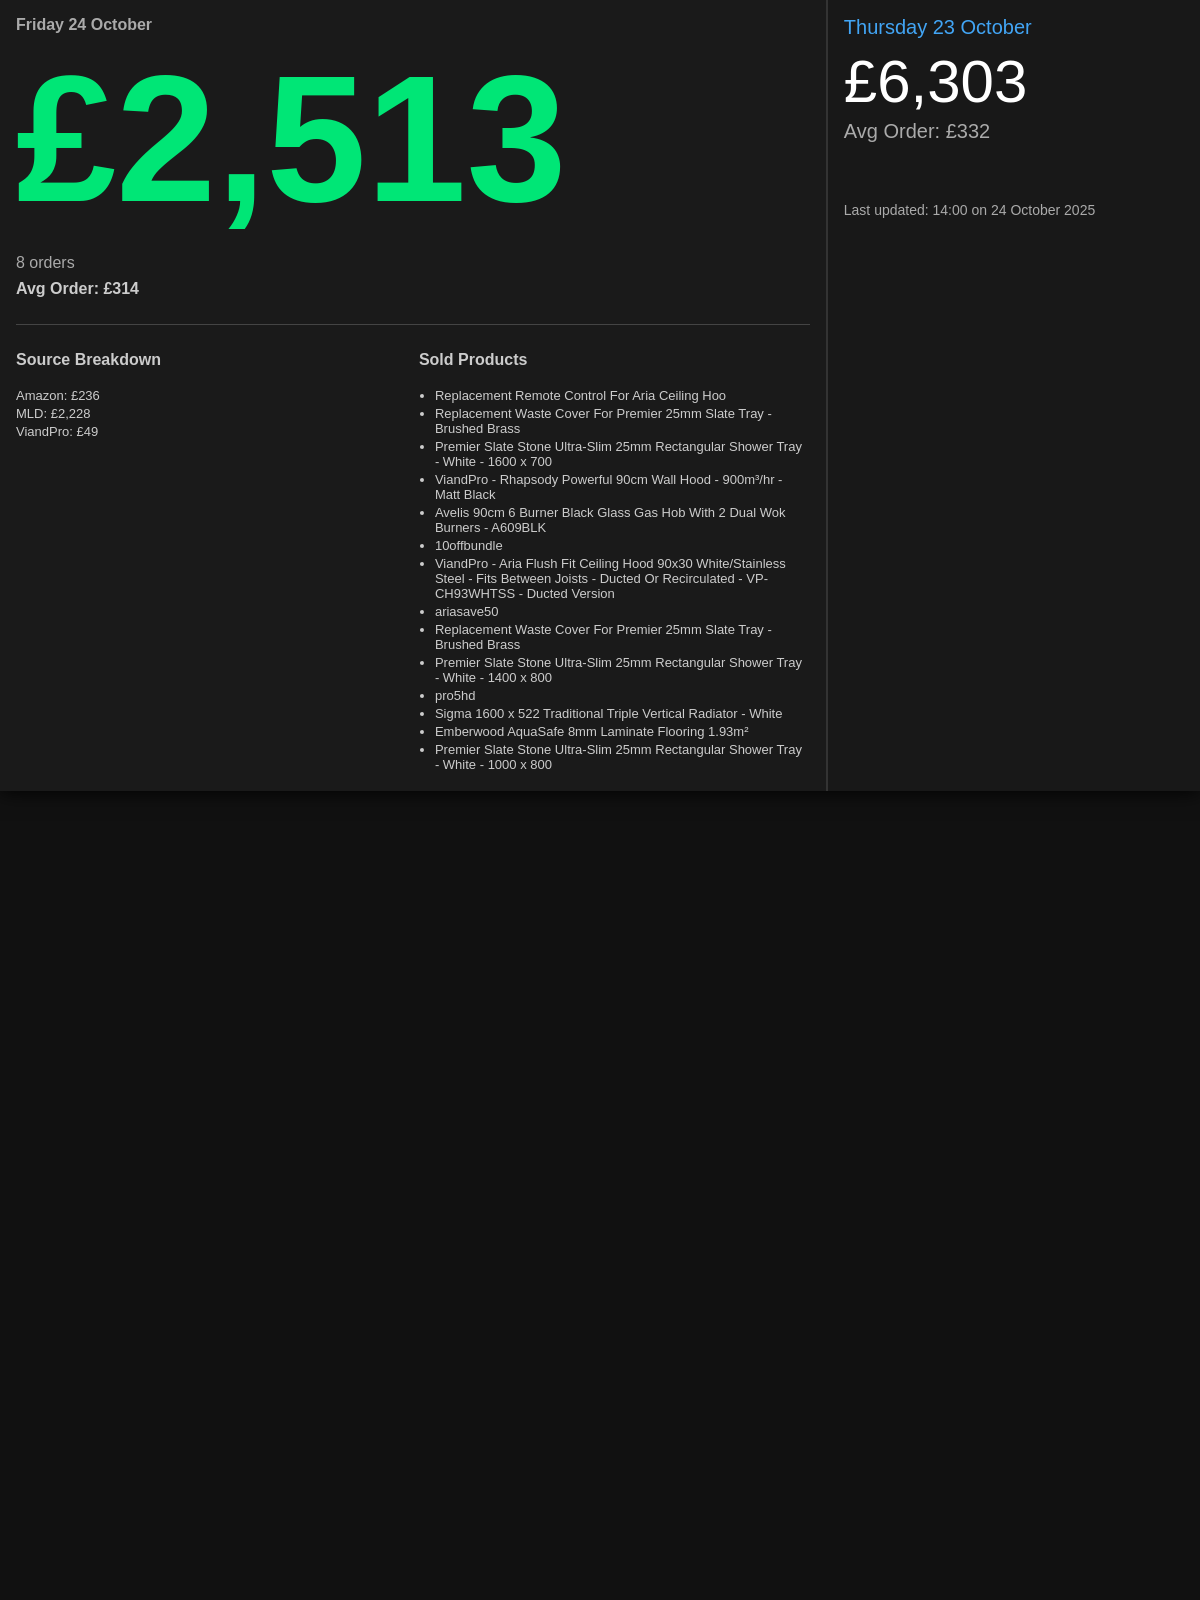 Friday 24 October
£2,513
8 orders
Avg Order: £314
Source Breakdown
Amazon: £236
MLD: £2,228
ViandPro: £49
Sold Products
Replacement Remote Control For Aria Ceiling Hoo
Replacement Waste Cover For Premier 25mm Slate Tray -
Brushed Brass
Premier Slate Stone Ultra-Slim 25mm Rectangular Shower Tray
- White - 1600 x 700
ViandPro - Rhapsody Powerful 90cm Wall Hood - 900m³/hr -
Matt Black
Avelis 90cm 6 Burner Black Glass Gas Hob With 2 Dual Wok
Burners - A609BLK
10offbundle
ViandPro - Aria Flush Fit Ceiling Hood 90x30 White/Stainless
Steel - Fits Between Joists - Ducted Or Recirculated - VP-
CH93WHTSS - Ducted Version
ariasave50
Replacement Waste Cover For Premier 25mm Slate Tray -
Brushed Brass
Premier Slate Stone Ultra-Slim 25mm Rectangular Shower Tray
- White - 1400 x 800
pro5hd
Sigma 1600 x 522 Traditional Triple Vertical Radiator - White
Emberwood AquaSafe 8mm Laminate Flooring 1.93m²
Premier Slate Stone Ultra-Slim 25mm Rectangular Shower Tray
- White - 1000 x 800
Thursday 23 October
£6,303
Avg Order: £332
Last updated: 14:00 on 24 October 2025